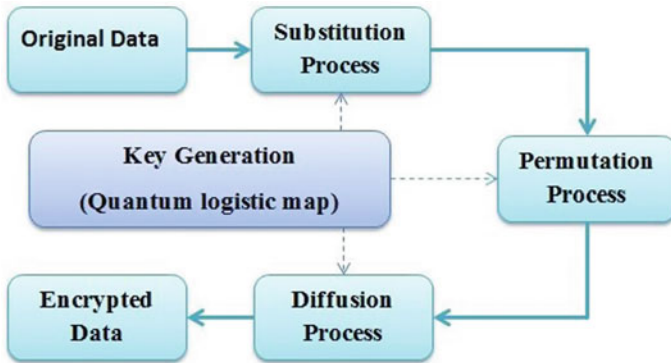 Original Data
Substitution
Process
Key Generation
(Quantum logistic map)
Permutation
Process
Encrypted
Data
Diffusion
Process